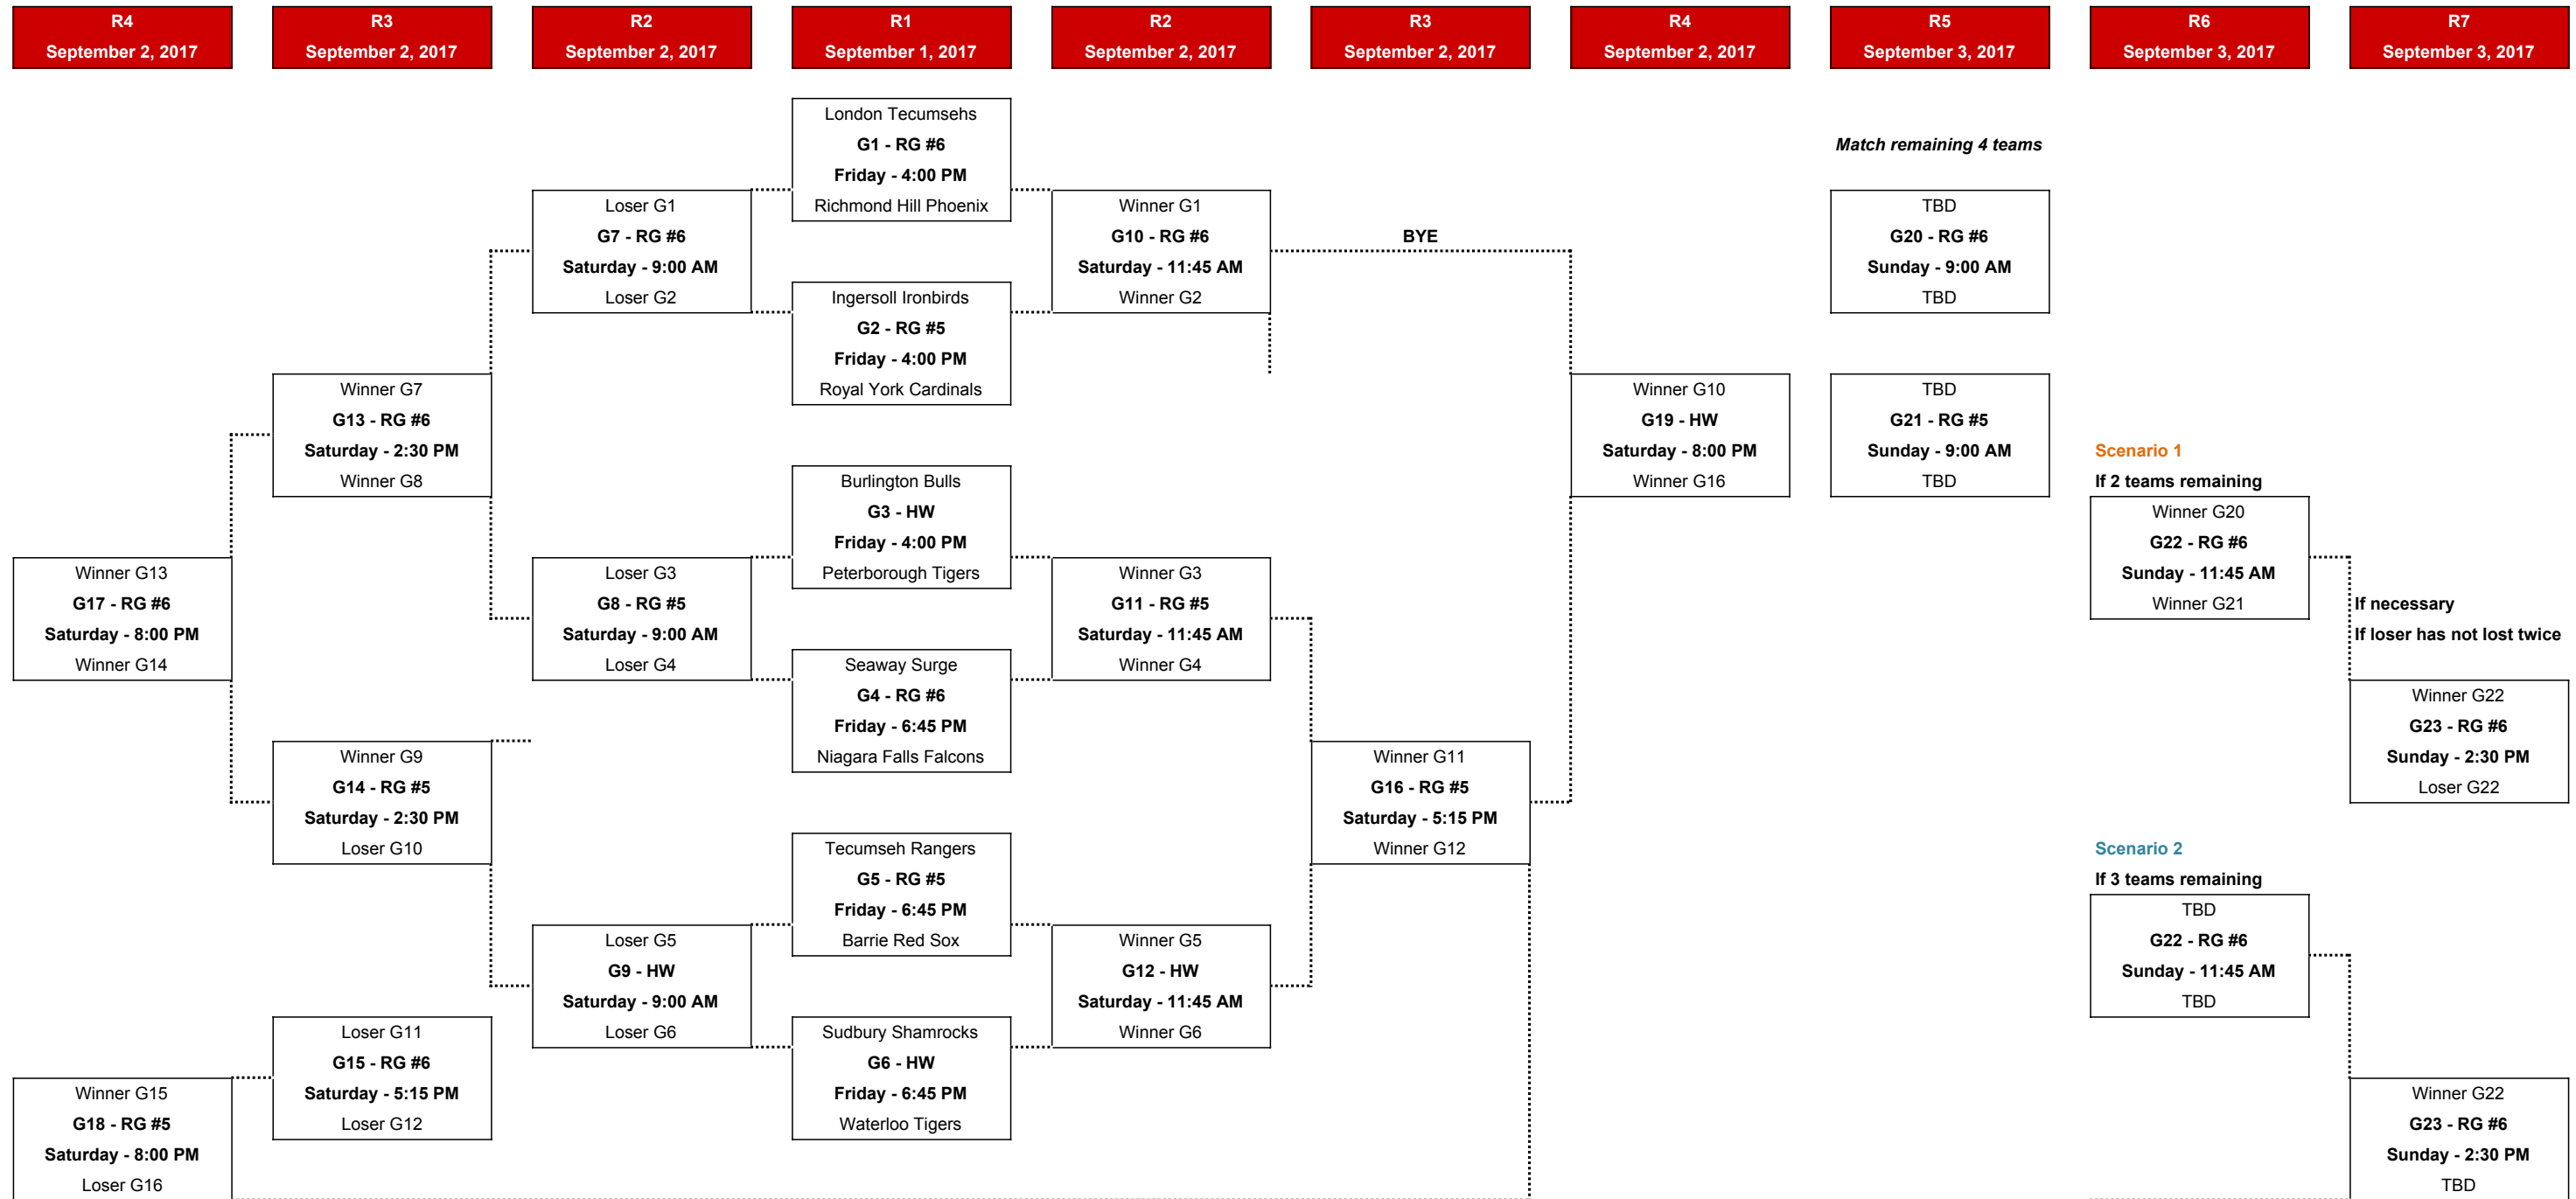 R4
September 2, 2017
R3
September 2, 2017
R2
September 2, 2017
R1
September 1, 2017
R2
September 2, 2017
R3
September 2, 2017
R4
September 2, 2017
R5
September 3, 2017
R6
September 3, 2017
R7
September 3, 2017
Winner G13
G17 - RG #6
Saturday - 8:00 PM
Winner G14
Winner G15
G18 - RG #5
Saturday - 8:00 PM
Loser G16
Winner G7
G13 - RG #6
Saturday - 2:30 PM
Winner G8
Winner G9
G14 - RG #5
Saturday - 2:30 PM
Loser G10
Loser G11
G15 - RG #6
Saturday - 5:15 PM
Loser G12
Loser G1
G7 - RG #6
Saturday - 9:00 AM
Loser G2
Loser G3
G8 - RG #5
Saturday - 9:00 AM
Loser G4
Loser G5
G9 - HW
Saturday - 9:00 AM
Loser G6
London Tecumsehs
G1 - RG #6
Friday - 4:00 PM
Richmond Hill Phoenix
Ingersoll Ironbirds
G2 - RG #5
Friday - 4:00 PM
Royal York Cardinals
Burlington Bulls
G3 - HW
Friday - 4:00 PM
Peterborough Tigers
Seaway Surge
G4 - RG #6
Friday - 6:45 PM
Niagara Falls Falcons
Tecumseh Rangers
G5 - RG #5
Friday - 6:45 PM
Barrie Red Sox
Sudbury Shamrocks
G6 - HW
Friday - 6:45 PM
Waterloo Tigers
Winner G1
G10 - RG #6
Saturday - 11:45 AM
Winner G2
Winner G3
G11 - RG #5
Saturday - 11:45 AM
Winner G4
Winner G5
G12 - HW
Saturday - 11:45 AM
Winner G6
BYE
Winner G11
G16 - RG #5
Saturday - 5:15 PM
Winner G12
Winner G10
G19 - HW
Saturday - 8:00 PM
Winner G16
Match remaining 4 teams
TBD
G20 - RG #6
Sunday - 9:00 AM
TBD
TBD
G21 - RG #5
Sunday - 9:00 AM
TBD
Scenario 1
If 2 teams remaining
Winner G20
G22 - RG #6
Sunday - 11:45 AM
Winner G21
If necessary
If loser has not lost twice
Winner G22
G23 - RG #6
Sunday - 2:30 PM
Loser G22
Scenario 2
If 3 teams remaining
TBD
G22 - RG #6
Sunday - 11:45 AM
TBD
Winner G22
G23 - RG #6
Sunday - 2:30 PM
TBD